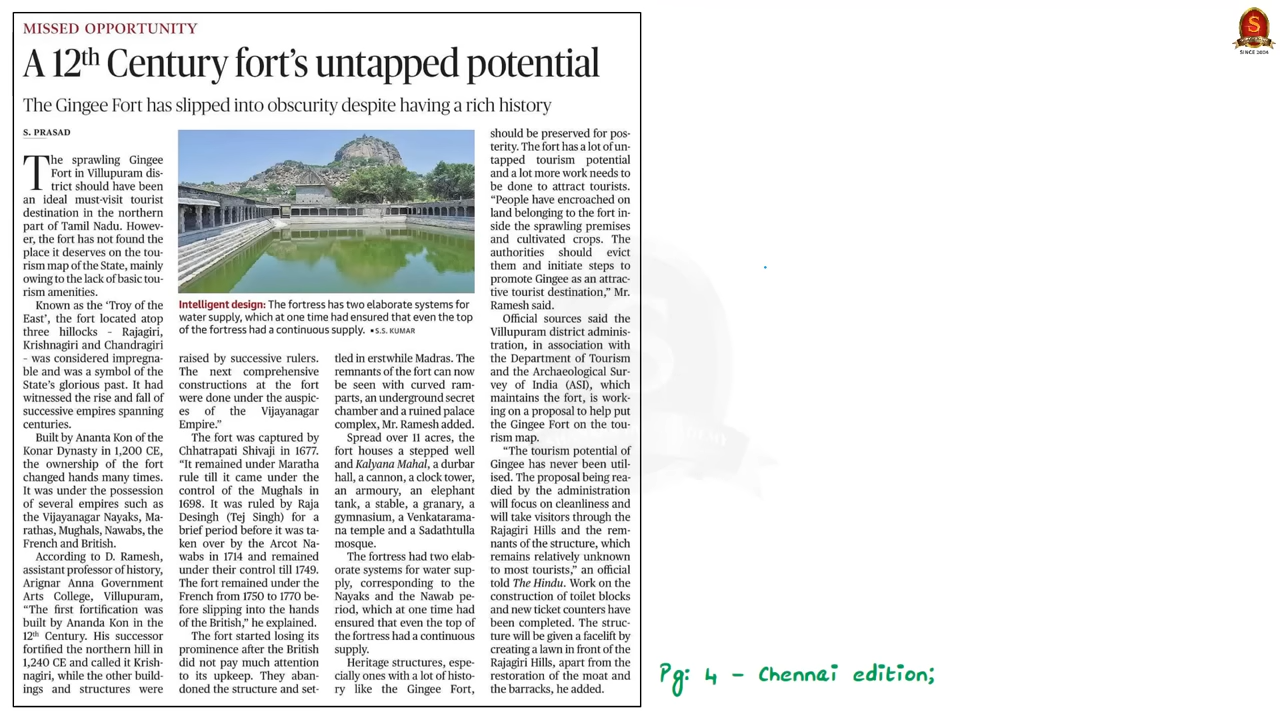 MISSED OPPORTUNITY
A 12th Century fort's untapped potential
The Gingee Fort has slipped into obscurity despite having a rich history
S. PRASAD
The sprawling Gingee
Fort in Villupuram dis-
trict should have been
an ideal must-visit tourist
destination in the northern
part of Tamil Nadu. Howev-
er, the fort has not found the
place it deserves on the tou-
rism map of the State, mainly
owing to the lack of basic tou-
rism amenities.
Known as the 'Troy of the
East', the fort located atop
three hillocks – Rajagiri,
Krishnagiri and Chandragiri
– was considered impregna-
ble and was a symbol of the
State's glorious past. It had
witnessed the rise and fall of
successive empires spanning
centuries.
Built by Ananta Kon of the
Konar Dynasty in 1,200 CE,
the ownership of the fort
changed hands many times.
It was under the possession
of several empires such as
the Vijayanagar Nayaks, Ma-
rathas, Mughals, Nawabs, the
French and British.
According to D. Ramesh,
assistant professor of history,
Arignar Anna Government
Arts College, Villupuram,
"The first fortification was
built by Ananda Kon in the
12th Century. His successor
fortified the northern hill in
1,240 CE and called it Krish-
nagiri, while the other build-
ings and structures were
Intelligent design: The fortress has two elaborate systems for
water supply, which at one time had ensured that even the top
of the fortress had a continuous supply. •S.S. KUMAR
raised by successive rulers.
The next comprehensive
constructions at the fort
were done under the auspic-
es of the Vijayanagar
Empire."
The fort was captured by
Chhatrapati Shivaji in 1677.
"It remained under Maratha
rule till it came under the
control of the Mughals in
1698. It was ruled by Raja
Desingh (Tej Singh) for a
brief period before it was ta-
ken over by the Arcot Na-
wabs in 1714 and remained
under their control till 1749.
The fort remained under the
French from 1750 to 1770 be-
fore slipping into the hands
of the British," he explained.
The fort started losing its
prominence after the British
did not pay much attention
to its upkeep. They aban-
doned the structure and set-
tled in erstwhile Madras. The
remnants of the fort can now
be seen with curved ram-
parts, an underground secret
chamber and a ruined palace
complex, Mr. Ramesh added.
Spread over 11 acres, the
fort houses a stepped well
and Kalyana Mahal, a durbar
hall, a cannon, a clock tower,
an armoury, an elephant
tank, a stable, a granary, a
gymnasium, a Venkatarama-
na temple and a Sadathtulla
mosque.
The fortress had two elab-
orate systems for water sup-
ply, corresponding to the
Nayaks and the Nawab pe-
riod, which at one time had
ensured that even the top of
the fortress had a continuous
supply.
Heritage structures, espe-
cially ones with a lot of histo-
ry like the Gingee Fort,
should be preserved for pos-
terity. The fort has a lot of un-
tapped tourism potential
and a lot more work needs to
be done to attract tourists.
"People have encroached on
land belonging to the fort in-
side the sprawling premises
and cultivated crops. The
authorities should evict
them and initiate steps to
promote Gingee as an attrac-
tive tourist destination," Mr.
Ramesh said.
Official sources said the
Villupuram district adminis-
tration, in association with
the Department of Tourism
and the Archaeological Sur-
vey of India (ASI), which
maintains the fort, is work-
ing on a proposal to help put
the Gingee Fort on the tou-
rism map.
"The tourism potential of
Gingee has never been util-
ised. The proposal being rea-
died by the administration
will focus on cleanliness and
will take visitors through the
Rajagiri Hills and the rem-
nants of the structure, which
remains relatively unknown
to most tourists," an official
told The Hindu. Work on the
construction of toilet blocks
and new ticket counters have
been completed. The struc-
ture will be given a facelift by
creating a lawn in front of the
Rajagiri Hills, apart from the
restoration of the moat and
the barracks, he added.
Pg: 4 - Chennai edition;
S
SINCE 2004